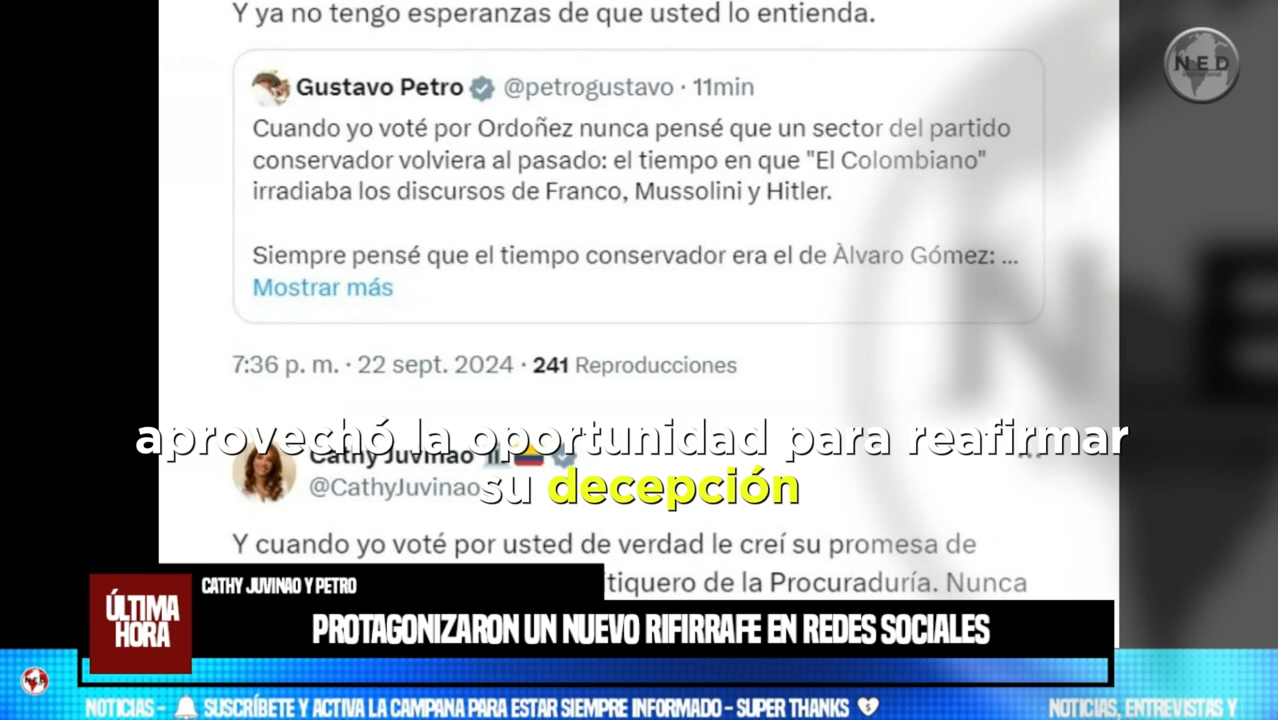 Y ya no tengo esperanzas de que usted lo entienda.
NED
Gustavo Petro @petrogustavo · 11min
Cuando yo voté por Ordoñez nunca pensé que un sector del partido
conservador volviera al pasado: el tiempo en que "El Colombiano"
irradiaba los discursos de Franco, Mussolini y Hitler.
Siempre pensé que el tiempo conservador era el de Àlvaro Gómez: ...
Mostrar más
7:36 p. m. · 22 sept. 2024 · 241 Reproducciones
aprovechó la oportunidad para reafirmar
su decepción
Cathy Juvinao
@CathyJuvinao
Y cuando yo voté por usted de verdad le creí su promesa de
tiquero de la Procuraduría. Nunca
CATHY JUVINAO Y PETRO
ÚLTIMA
HORA
PROTAGONIZARON UN NUEVO RIFIRRAFE EN REDES SOCIALES
NOTICIAS - SUSCRÍBETE Y ACTIVA LA CAMPANA PARA ESTAR SIEMPRE INFORMADO - SUPER THANKS
NOTICIAS, ENTREVISTAS Y